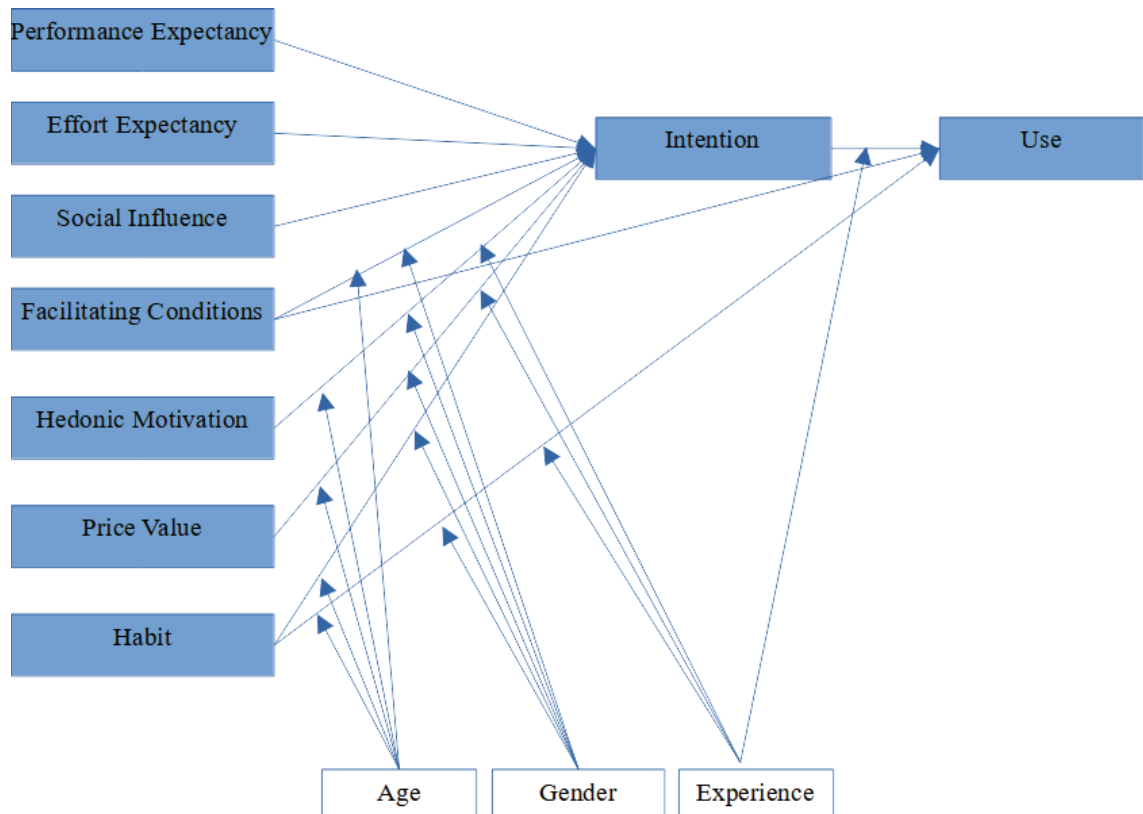 Performance Expectancy
Effort Expectancy
Intention
Use
Social Influence
Facilitating Conditions
Hedonic Motivation
Price Value
Habit
Age
Gender
Experience